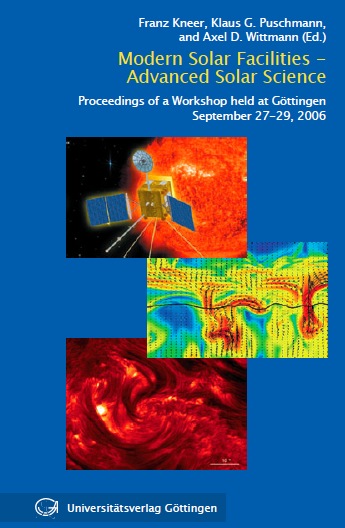 Franz Kneer, Klaus G. Puschmann,
and Axel D. Wittmann (Ed.)
Modern Solar Facilities –
Advanced Solar Science
Proceedings of a Workshop held at Göttingen
September 27-29, 2006
Universitätsverlag Göttingen